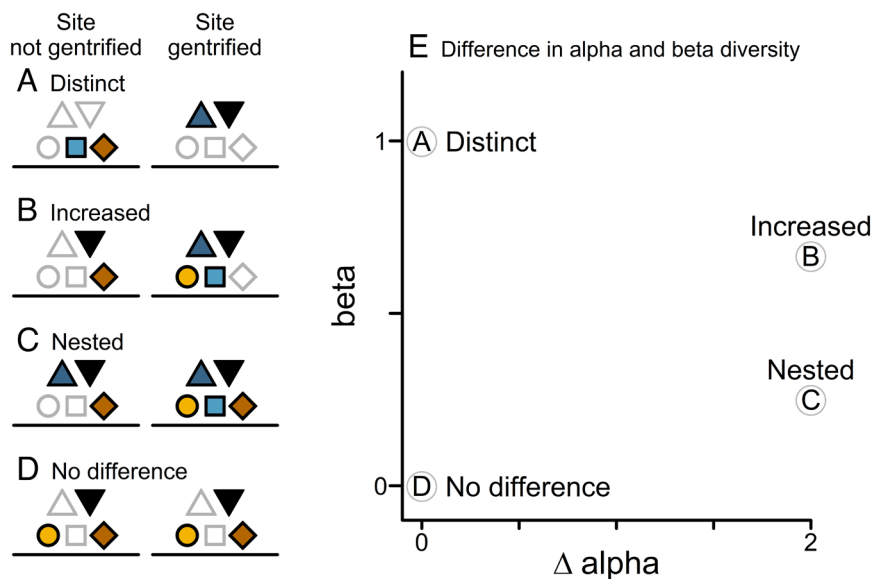 Site
not gentrified
Site
gentrified
A Distinct
B Increased
C Nested
D No difference
E Difference in alpha and beta diversity
1
A Distinct
Increased
B
beta
Nested
C
0
D No difference
0
2
Δ alpha